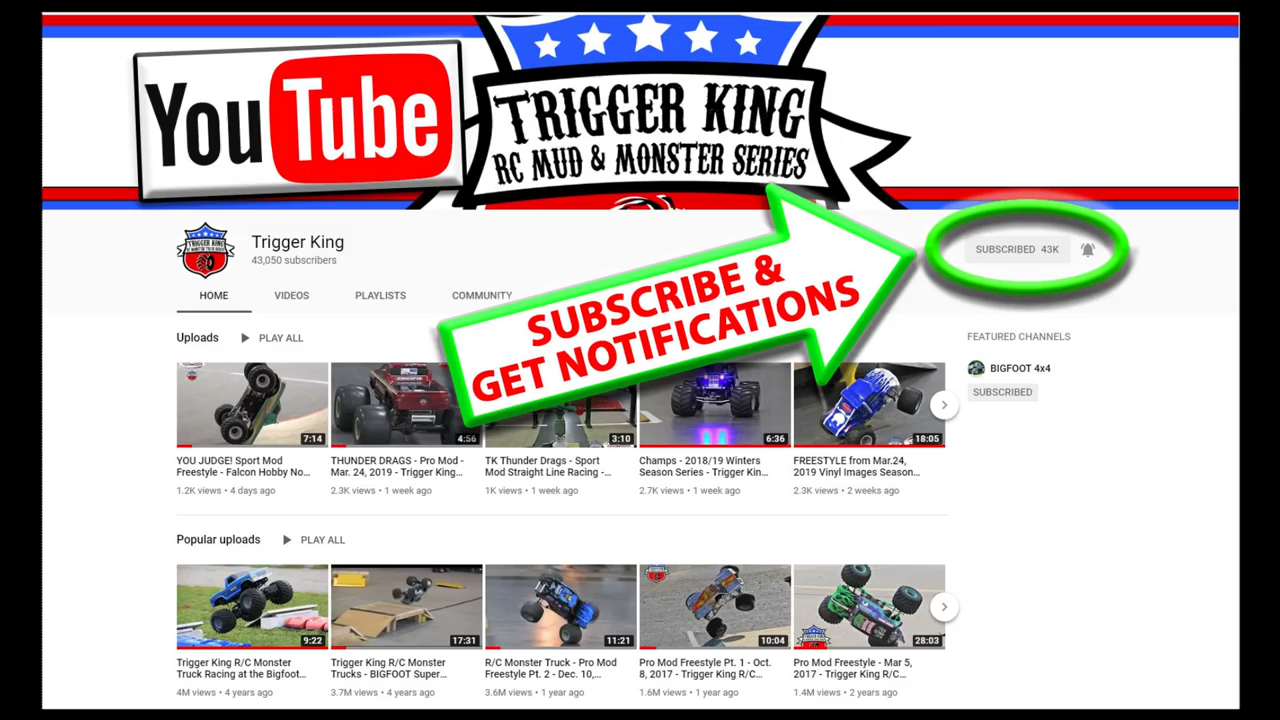 YouTube
TRIGGER KING
RC MUD & MONSTER SERIES
Trigger King
43,050 subscribers
SUBSCRIBED 43K
HOME VIDEOS PLAYLISTS COMMUNITY
SUBSCRIBE &
GET NOTIFICATIONS
Uploads PLAY ALL
FEATURED CHANNELS
BIGFOOT 4x4
SUBSCRIBED
7:14
4:56
3:10
6:36
18:05
YOU JUDGE! Sport Mod
Freestyle - Falcon Hobby No...
1.2K views • 4 days ago
THUNDER DRAGS - Pro Mod -
Mar. 24, 2019 - Trigger King...
2.3K views • 1 week ago
TK Thunder Drags - Sport
Mod Straight Line Racing -...
1K views • 1 week ago
Champs - 2018/19 Winters
Season Series - Trigger Kin...
2.7K views • 1 week ago
FREESTYLE from Mar.24,
2019 Vinyl Images Season...
2.3K views • 2 weeks ago
Popular uploads PLAY ALL
9:22
17:31
11:21
10:04
28:03
Trigger King R/C Monster
Truck Racing at the Bigfoot...
4M views • 4 years ago
Trigger King R/C Monster
Trucks - BIGFOOT Super...
3.7M views • 4 years ago
R/C Monster Truck - Pro Mod
Freestyle Pt. 2 - Dec. 10,...
3.6M views • 1 year ago
Pro Mod Freestyle Pt. 1 - Oct.
8, 2017 - Trigger King R/C...
1.6M views • 1 year ago
Pro Mod Freestyle - Mar 5,
2017 - Trigger King R/C...
1.4M views • 2 years ago